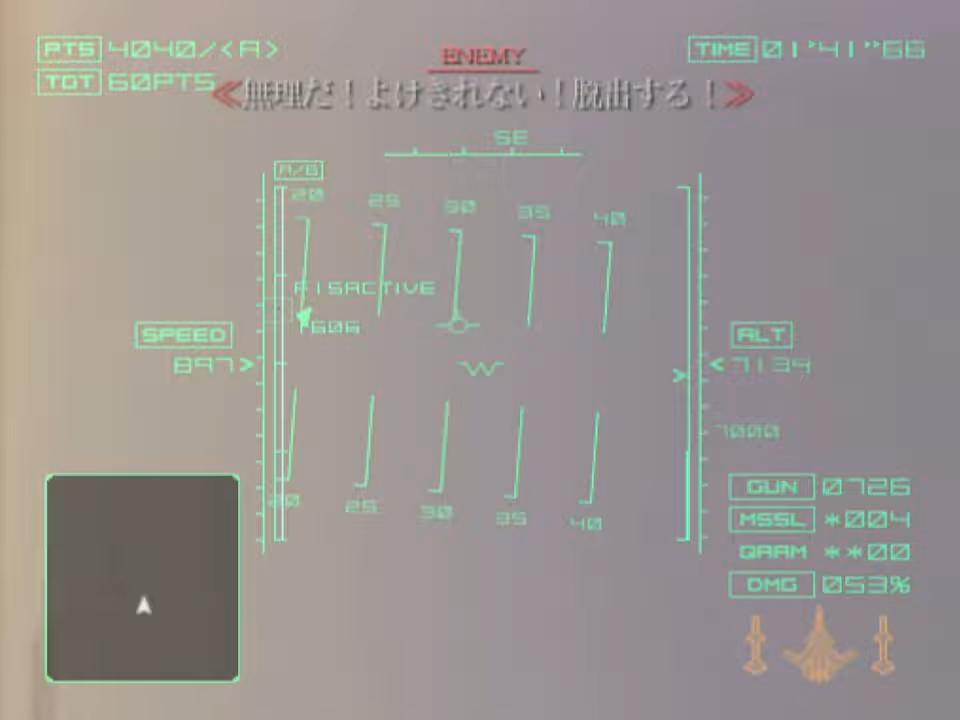 PTS 4040/<A>
ENEMY
TIME 01'41"66
TGT 60PTS
≪無理だ！よけきれない！脱出する！≫
SE
A/G
20 25 30 35 40
F15ACTIVE
606
SPEED
897>
ALT
<7139
7000
20 25 30 35 40
GUN 0726
MSSL *004
QAAM **00
DMG 053%